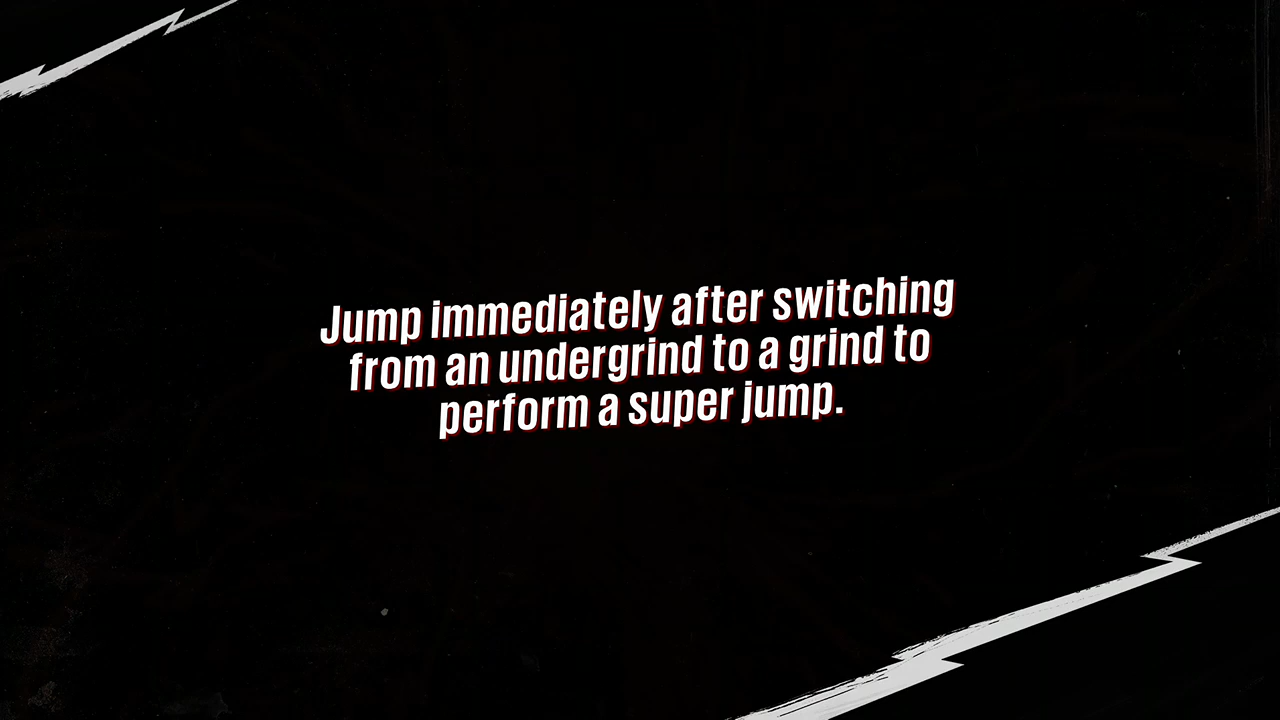 Jump immediately after switching
from an undergrind to a grind to
perform a super jump.